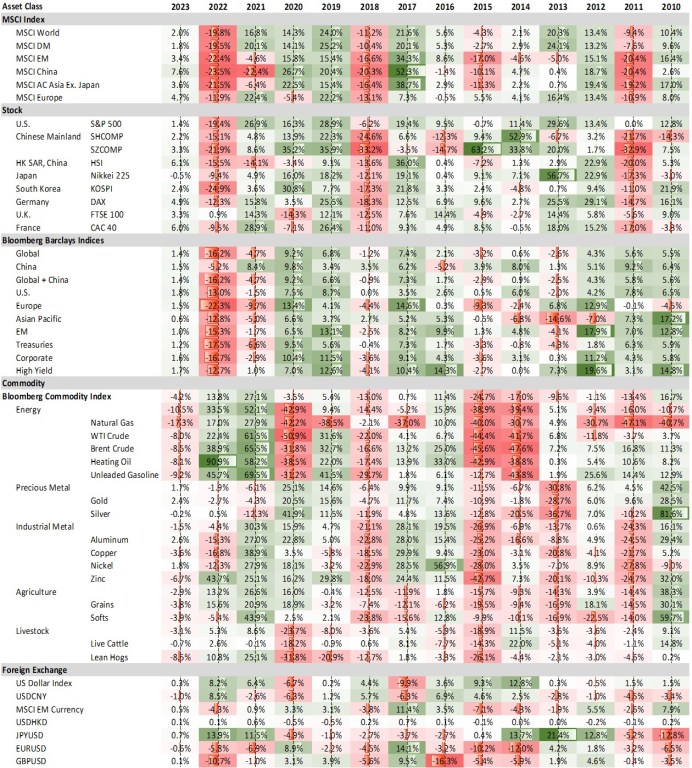 Asset Class 2023 2022 2021 2020 2019 2018 2017 2016 2015 2014 2013 2012 2011 2010
MSCI Index
MSCI World 2.0% -19.8% 16.8% 14.3% 24.0% -11.2% 21.6% 5.6% -4.3% 2.1% 20.3% 13.4% -9.4% 10.4%
MSCI DM 1.8% -19.5% 20.1% 14.1% 25.2% -10.4% 20.1% 5.3% -2.7% 2.9% 24.1% 13.2% -7.6% 9.6%
MSCI EM 3.4% -22.4% -4.6% 15.8% 15.4% -16.6% 34.3% 8.6% -17.0% -4.6% -5.0% 15.1% -20.4% 16.4%
MSCI China 7.6% -23.5% -22.4% 26.7% 20.4% -20.3% 52.3% -1.4% -10.1% 4.7% 0.4% 18.7% -20.4% 2.4%
MSCI AC Asia Ex. Japan 3.6% -21.5% -6.4% 22.5% 15.4% -16.4% 38.7% 2.9% -11.3% 2.2% 0.7% 19.4% -19.2% 17.0%
MSCI Europe 4.7% -11.9% 22.4% -5.4% 22.2% -13.1% 7.3% -0.5% 5.5% 4.1% 16.4% 13.4% -10.9% 8.0%
Stock
U.S. S&P 500 1.4% -19.4% 26.9% 16.3% 28.9% -6.2% 19.4% 9.5% -0.7% 11.4% 29.6% 13.4% 0.0% 12.8%
Chinese Mainland SHCOMP 2.2% -15.1% 4.8% 13.9% 22.3% -24.6% 6.6% -12.3% 9.4% 52.9% -6.7% 3.2% -21.7% -14.3%
SZCOMP 3.3% -21.9% 8.6% 35.2% 35.9% -33.2% -3.5% -14.7% 63.2% 33.8% 20.0% 1.7% -32.9% 7.5%
HK SAR, China HSI 6.1% -15.5% -14.1% -3.4% 9.1% -13.6% 36.0% 0.4% -7.2% 1.3% 2.9% 22.9% -20.0% 5.3%
Japan Nikkei 225 -0.5% -9.4% 4.9% 16.0% 18.2% -12.1% 19.1% 0.4% 9.1% 7.1% 56.7% 22.9% -17.3% -3.0%
South Korea KOSPI 2.4% -24.9% 3.6% 30.8% 7.7% -17.3% 21.8% 3.3% 2.4% -4.8% 0.7% 9.4% -11.0% 21.9%
Germany DAX 4.9% -12.3% 15.8% 3.5% 25.5% -18.3% 12.5% 6.9% 9.6% 2.7% 25.5% 29.1% -14.7% 16.1%
U.K. FTSE 100 3.3% 0.9% 14.3% -14.3% 12.1% -12.5% 7.6% 14.4% -4.9% -2.7% 14.4% 5.8% -5.6% 9.0%
France CAC 40 6.0% -9.5% 28.9% -7.1% 26.4% -11.0% 9.3% 4.9% 8.5% -0.5% 18.0% 15.2% -17.0% -3.3%
Bloomberg Barclays Indices
Global 1.4% -16.2% -4.7% 9.2% 6.8% -1.2% 7.4% 2.1% -3.2% 0.6% -2.6% 4.3% 5.6% 5.5%
China 1.5% -5.2% 8.4% 9.8% 3.4% 3.5% 6.2% -5.2% 3.9% 8.0% 1.3% 5.1% 9.2% 6.4%
Global + China 1.4% -16.2% -4.7% 9.2% 6.6% -0.9% 7.3% 1.7% -2.9% 0.9% -2.5% 4.3% 5.8% 5.6%
U.S. 1.8% -13.0% -1.5% 7.5% 8.7% 0.0% 3.5% 2.6% 0.5% 6.0% -2.0% 4.2% 7.8% 6.5%
Europe 1.5% -22.3% -9.7% 13.4% 4.1% -4.4% 14.6% 0.3% -9.3% -2.4% 6.8% 12.9% -0.1% -4.5%
Asian Pacific 0.6% -12.8% -5.0% 6.6% 3.7% 2.4% 5.2% 5.3% -0.5% -6.8% -14.6% -7.0% 7.3% 17.2%
EM 1.0% -15.3% -1.7% 6.5% 13.1% -2.5% 8.2% 9.9% 1.3% 4.8% -4.1% 17.9% 7.0% 12.8%
Treasuries 1.2% -17.5% -6.6% 9.5% 5.6% -0.4% 7.3% 1.7% -3.3% -0.8% -4.3% 1.8% 6.3% 5.9%
Corporate 1.6% -16.7% -2.9% 10.4% 11.5% -3.6% 9.1% 4.3% -3.6% 3.1% 0.3% 11.2% 4.3% 5.8%
High Yield 1.7% -12.7% 1.0% 7.0% 12.6% -4.1% 10.4% 14.3% -2.7% 0.0% 7.3% 19.6% 3.1% 14.8%
Commodity
Bloomberg Commodity Index -4.2% 13.8% 27.1% -3.5% 5.4% -13.0% 0.7% 11.4% -24.7% -17.0% -9.6% -1.1% -13.4% 16.7%
Energy -10.5% 33.5% 52.1% -42.9% 9.4% -14.4% -5.2% 15.9% -38.9% -39.4% 5.1% -9.4% -16.0% -10.7%
Natural Gas -17.3% 17.0% 27.9% -42.2% -38.5% -37.0% 10.9% -40.0% -30.7% 4.9% -30.7% -47.1% -40.7%
WTI Crude -8.0% 22.4% 61.5% -50.9% 31.6% -22.0% 4.1% 6.7% -44.4% -41.7% 6.8% -11.8% -3.7% 3.7%
Brent Crude -8.1% 38.9% 65.5% -31.8% 32.7% -16.6% 13.2% 25.0% -45.6% -47.6% 7.2% 7.5% 16.8% 11.3%
Heating Oil -8.1% 90.9% 58.2% -38.5% 22.0% -17.4% 13.8% 33.0% -42.9% -38.8% 0.3% 5.4% 10.6% 8.2%
Unleaded Gasoline -9.2% 45.7% 69.5% -31.2% 41.5% -29.7% 1.8% 6.1% -12.7% -43.8% 1.9% 25.6% 14.4% 12.9%
Precious Metal 1.7% -1.9% -6.1% 25.1% 14.6% -6.4% 9.9% 9.1% -11.5% -6.7% -30.8% 6.2% 4.5% 42.5%
Gold 2.4% -2.7% -4.3% 20.5% 15.6% -4.7% 11.7% 7.4% -10.9% -1.8% -28.7% 6.0% 9.6% 28.5%
Silver -0.2% 0.5% -12.3% 41.9% 11.5% -11.9% 4.8% 13.6% -12.8% -20.5% -36.7% 6.3% 81.6%
Industrial Metal -1.5% -4.4% 30.3% 15.9% 4.7% -21.1% 28.1% 19.5% -26.9% -6.9% -13.7% 0.6% -24.3% 16.1%
Aluminum 2.6% -15.3% 27.0% 22.8% 5.0% -22.8% 28.0% 15.4% -25.2% -16.6% -8.8% 4.9% -24.5% 29.4%
Copper -3.6% -16.8% 38.9% 3.5% -5.8% -18.5% 29.9% 9.4% -23.0% -3.1% -20.8% -4.1% -21.7% 5.2%
Nickel 1.8% -12.3% 27.9% 18.1% -3.2% -22.9% 28.5% 56.9% -28.0% 3.5% -7.0% 8.9% -27.8% -9.0%
Zinc -6.7% 43.7% 25.1% 16.2% 29.8% -18.0% 24.4% 11.5% -42.7% 7.3% -20.1% -10.3% -24.7% 32.0%
Agriculture -2.9% 13.2% 26.6% 16.0% -0.4% -12.5% -11.9% 1.8% -15.7% -9.3% -14.3% 3.9% -14.4% 38.3%
Grains -3.8% 15.6% 20.9% 18.9% -3.2% -7.4% -12.1% -6.2% -19.5% -9.4% -16.9% 18.1% -14.5% 30.1%
Softs 3.9% -5.4% 43.9% 2.5% 2.1% -23.8% -15.6% 12.8% -9.9% -10.1% -16.9% -22.5% -14.0% 59.7%
Livestock -3.1% 5.3% 8.6% -23.7% -8.0% -3.6% 5.4% -5.9% -18.9% 11.5% -3.6% -3.6% -2.4% 9.1%
Live Cattle -0.7% 2.6% -0.1% -18.2% -0.9% 0.6% 8.1% -7.7% -14.3% 22.0% -5.1% -4.2% -1.4% 14.8%
Lean Hogs -8.5% 10.8% 25.1% -31.8% -20.9% -12.7% 1.8% -3.3% -26.1% -4.4% -2.1% -3.0% -4.6% 0.2%
Foreign Exchange
US Dollar Index 0.3% 8.2% 6.4% -6.7% 0.2% 4.4% -9.9% 3.6% 9.3% 12.8% 0.3% -0.5% 1.5% 1.5%
USDCNY -1.0% 8.5% -2.6% -6.3% 1.2% 5.7% -6.3% 6.9% 4.6% 2.5% -2.8% -1.0% -4.5% -3.4%
MSCI EM Currency 0.5% -4.3% 0.9% 3.3% 3.1% -3.8% 11.4% 3.5% -7.1% -4.3% -1.9% 5.5% -2.6% 7.9%
USDHKD 0.1% 0.1% 0.6% -0.5% -0.5% 0.2% 0.7% 0.1% -0.1% 0.0% 0.0% -0.2% -0.1% 0.2%
JPYUSD 0.7% 13.9% 11.5% -4.9% -1.0% -2.7% -3.7% -2.7% 0.4% 13.7% 21.4% 12.8% -5.2% -12.8%
EURUSD -0.6% -5.8% -6.9% 8.9% -2.2% -4.5% 14.1% -3.2% -10.2% -12.0% 4.2% 1.8% -3.2% -6.5%
GBPUSD 0.1% -10.7% -1.0% 3.1% 3.9% -5.6% 9.5% -16.3% -5.4% -5.9% 1.9% 4.6% -0.4% -3.5%